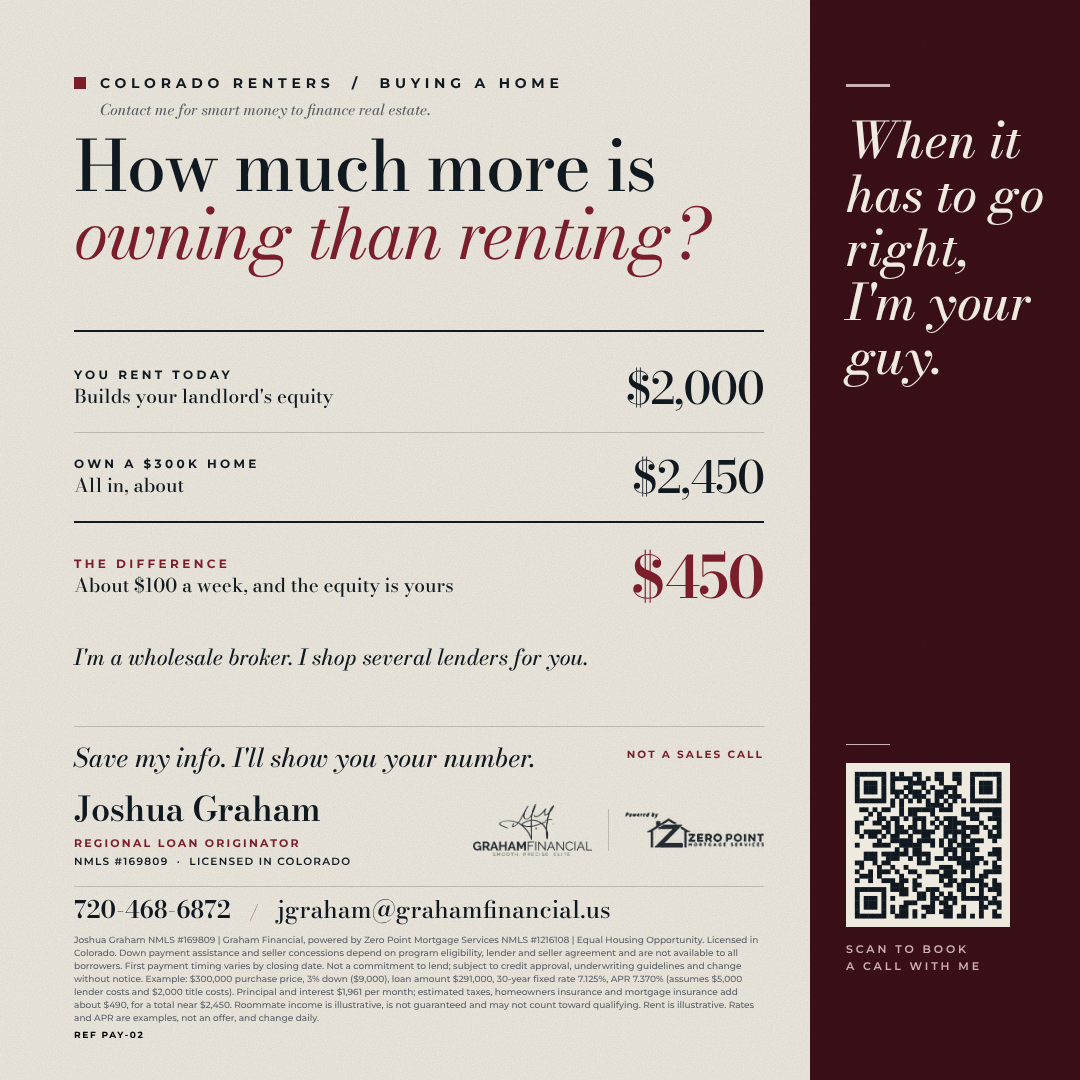 COLORADO RENTERS / BUYING A HOME
Contact me for smart money to finance real estate.
How much more is
owning than renting?
YOU RENT TODAY
Builds your landlord's equity
$2,000
OWN A $300K HOME
All in, about
$2,450
THE DIFFERENCE
About $100 a week, and the equity is yours
$450
I'm a wholesale broker. I shop several lenders for you.
Save my info. I'll show you your number.
NOT A SALES CALL
Joshua Graham
REGIONAL LOAN ORIGINATOR
NMLS #169809 · LICENSED IN COLORADO
GRAHAMFINANCIAL
SMOOTH. PRECISE. ELITE.
Powered by
ZERO POINT
MORTGAGE SERVICES
720-468-6872 / jgraham@grahamfinancial.us
Joshua Graham NMLS #169809 | Graham Financial, powered by Zero Point Mortgage Services NMLS #1216108 | Equal Housing Opportunity. Licensed in
Colorado. Down payment assistance and seller concessions depend on program eligibility, lender and seller agreement and are not available to all
borrowers. First payment timing varies by closing date. Not a commitment to lend; subject to credit approval, underwriting guidelines and change
without notice. Example: $300,000 purchase price, 3% down ($9,000), loan amount $291,000, 30-year fixed rate 7.125%, APR 7.370% (assumes $5,000
lender costs and $2,000 title costs). Principal and interest $1,961 per month; estimated taxes, homeowners insurance and mortgage insurance add
about $490, for a total near $2,450. Roommate income is illustrative, is not guaranteed and may not count toward qualifying. Rent is illustrative. Rates
and APR are examples, not an offer, and change daily.
REF PAY-02
When it
has to go
right,
I'm your
guy.
SCAN TO BOOK
A CALL WITH ME